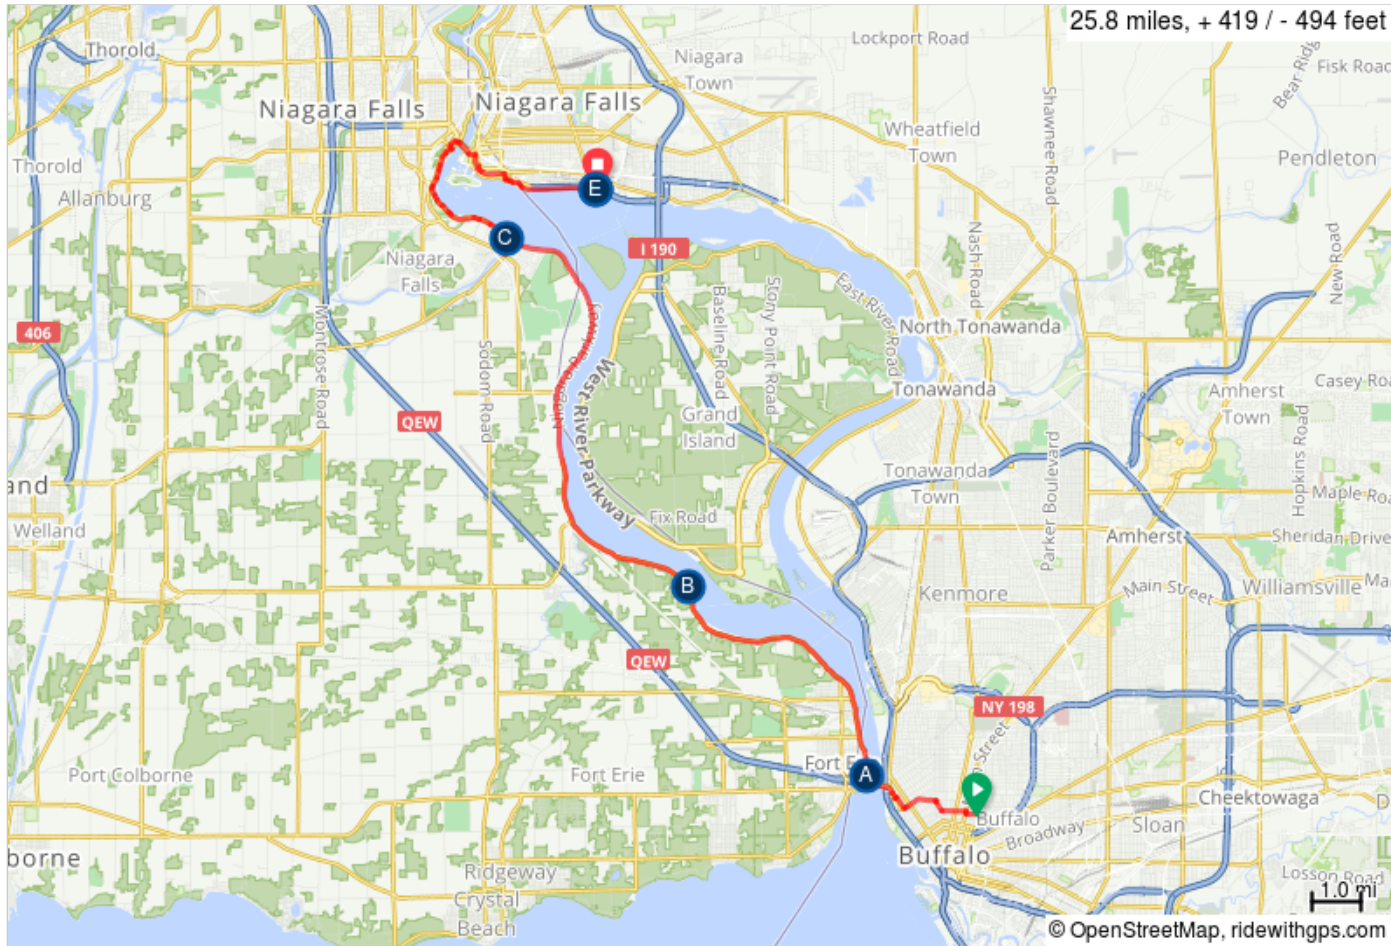 25.8 miles, + 419 / - 494 feet
Thorold
Lockport Road
Niagara
Town
Fisk Road
Bear Ridg
Shawnee Road
Niagara Falls
Niagara Falls
Wheatfield
Town
Pendleton
Thorold
Allanburg
E
C
I 190
Niagara
Falls
Nash Road
New Road
East River Road
Baseline Road
Stony Point Road
406
Montrose Road
Sodom Road
North Tonawanda
West River Parkway
Tonawanda
Amherst
Town
Casey Roa
QEW
Grand
Island
Hopkins Road
and
Tonawanda
Town
Parker Boulevard
Maple Roa
Welland
Fix Road
Amherst
Sheridan Drive
B
Kenmore
Main Street
Williamsville
Ma
QEW
NY 198
Street
Port Colborne
Fort Erie
Fort E
A
Cheektowaga
D
Buffalo
Broadway
Sloan
borne
Buffalo
Ridgeway
Crystal
Beach
Losson Road
1.0 mi
© OpenStreetMap, ridewithgps.com